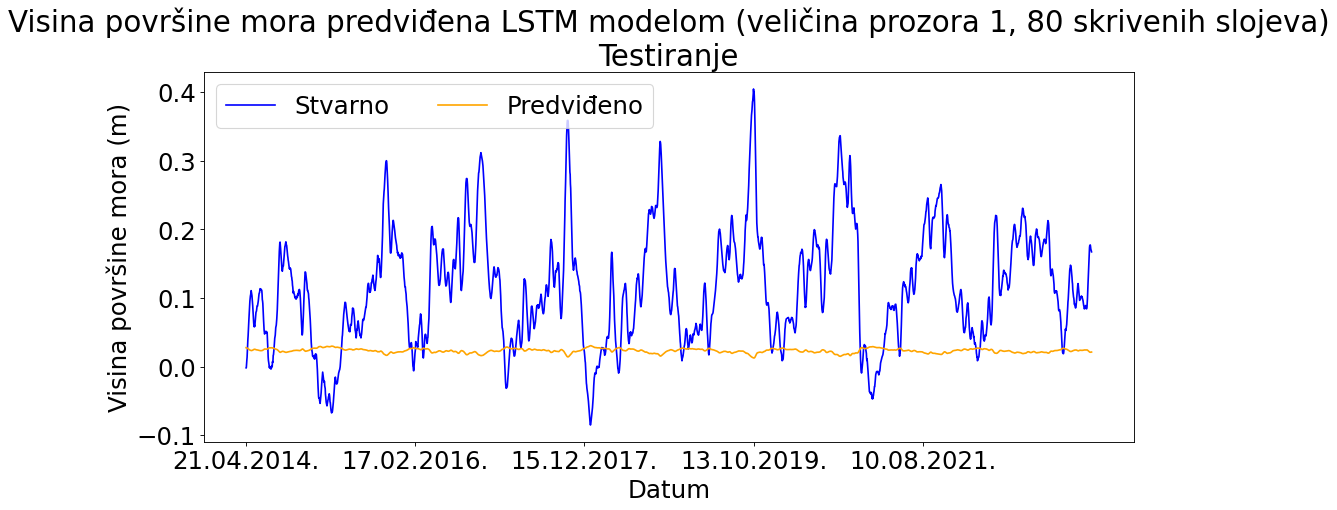 Visina površine mora predviđena LSTM modelom (veličina prozora 1, 80 skrivenih slojeva)
Testiranje
Stvarno Predviđeno
Visina površine mora (m)
0.4
0.3
0.2
0.1
0.0
−0.1
21.04.2014. 17.02.2016. 15.12.2017. 13.10.2019. 10.08.2021.
Datum